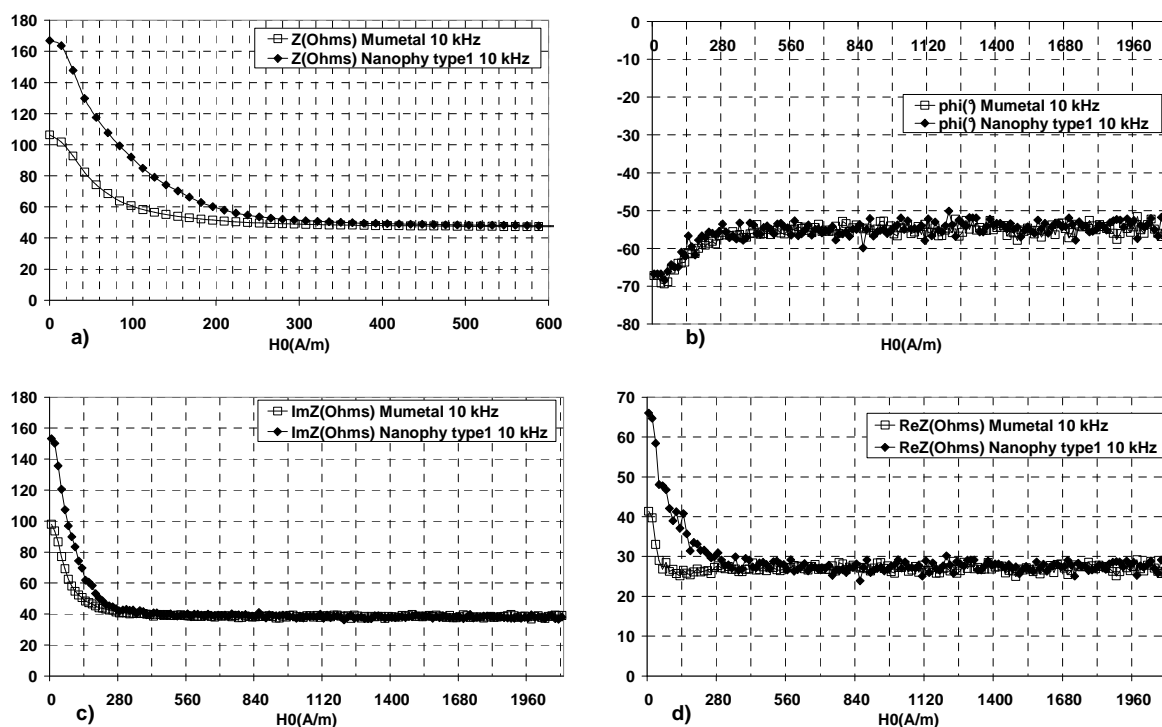 180
160
140
120
100
80
60
40
20
0
Z(Ohms) Mumetal 10 kHz
Z(Ohms) Nanophy type1 10 kHz
0 100 200 300 400 500 600
a)
H0(A/m)
0
-10
-20
-30
-40
-50
-60
-70
-80
0 280 560 840 1120 1400 1680 1960
phi(°) Mumetal 10 kHz
phi(°) Nanophy type1 10 kHz
b)
H0(A/m)
180
160
140
120
100
80
60
40
20
0
ImZ(Ohms) Mumetal 10 kHz
ImZ(Ohms) Nanophy type1 10 kHz
0 280 560 840 1120 1400 1680 1960
c)
H0(A/m)
70
60
50
40
30
20
10
0
ReZ(Ohms) Mumetal 10 kHz
ReZ(Ohms) Nanophy type1 10 kHz
0 280 560 840 1120 1400 1680 1960
H0(A/m)
d)